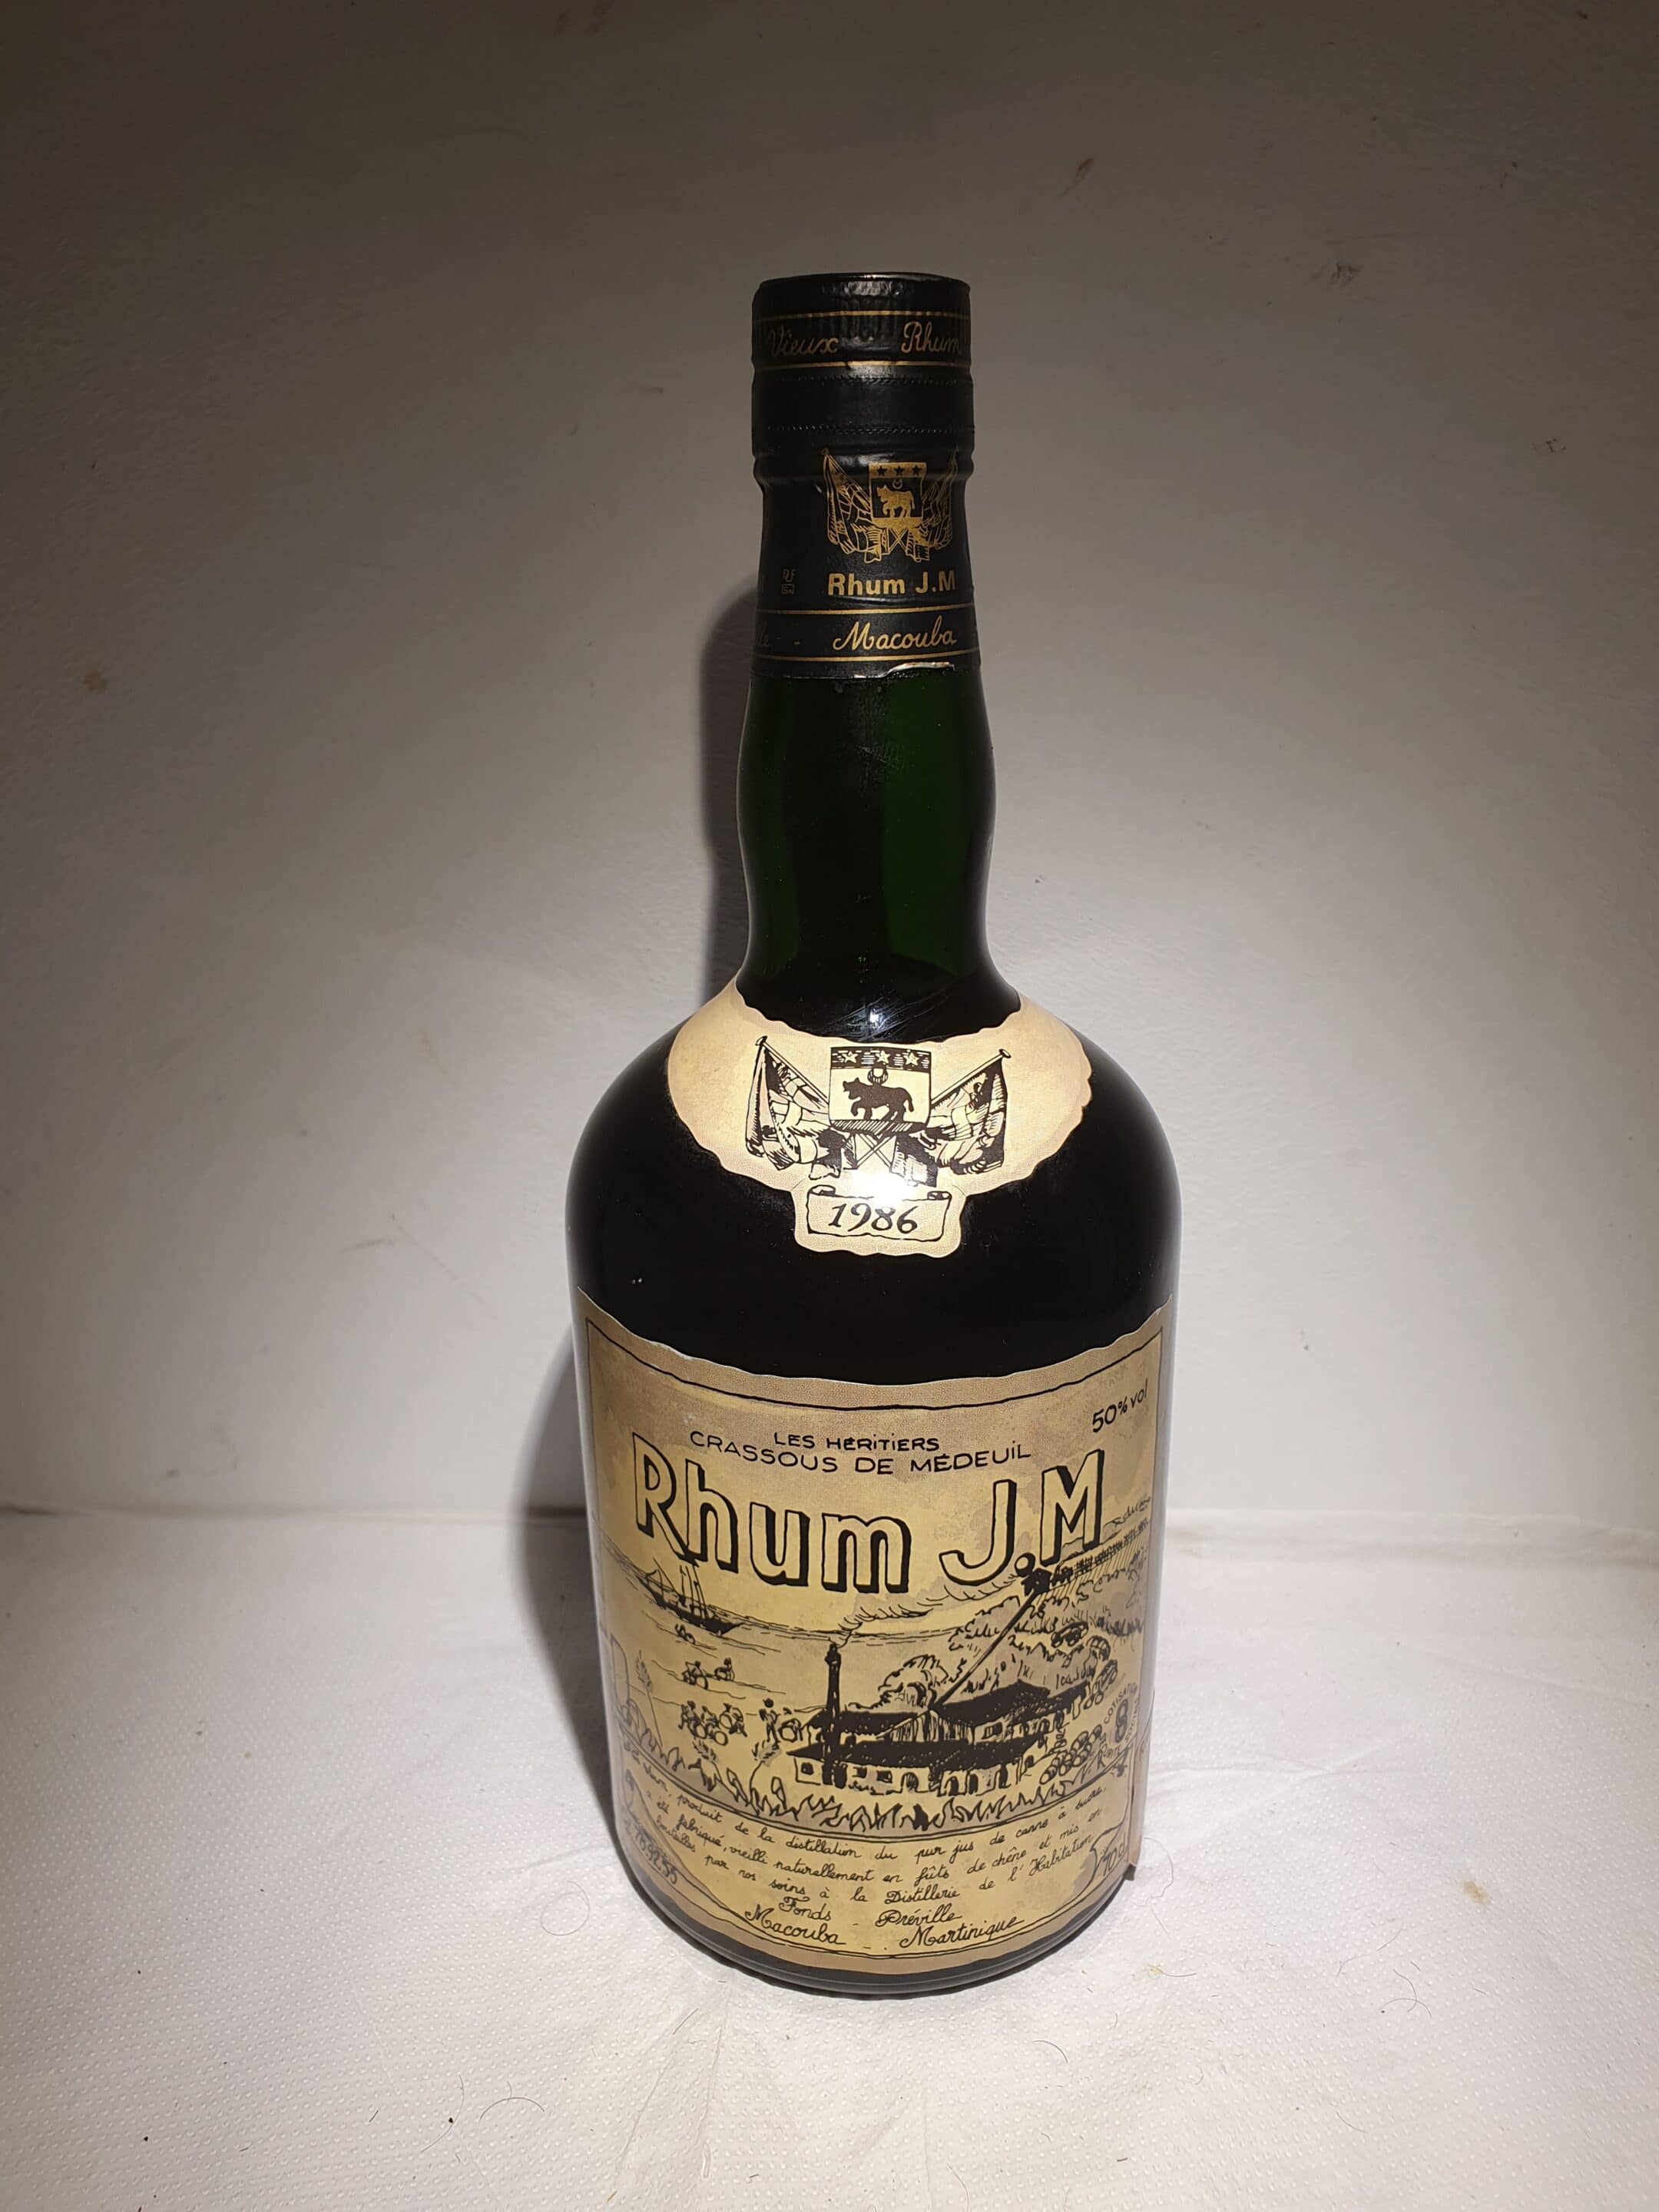 Vieux Rhum
Rhum J.M
Macouba
1986
50% vol
LES HÉRITIERS
CRASSOUS DE MÉDEUIL
Rhum J.M
produit de la distillation du pur jus de canne à sucre,
a été fabriqué, vieilli naturellement en fûts de chêne et mis en
bouteilles par nos soins à la Distillerie de l'Habitation
Fonds - Préville
Macouba - Martinique
70cl